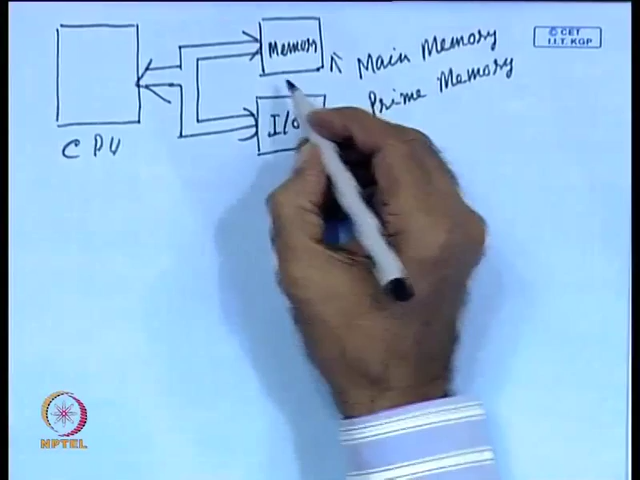 Memory
Main Memory
© CET
I.I.T. KGP
Prime Memory
I/O
CPU
NPTEL